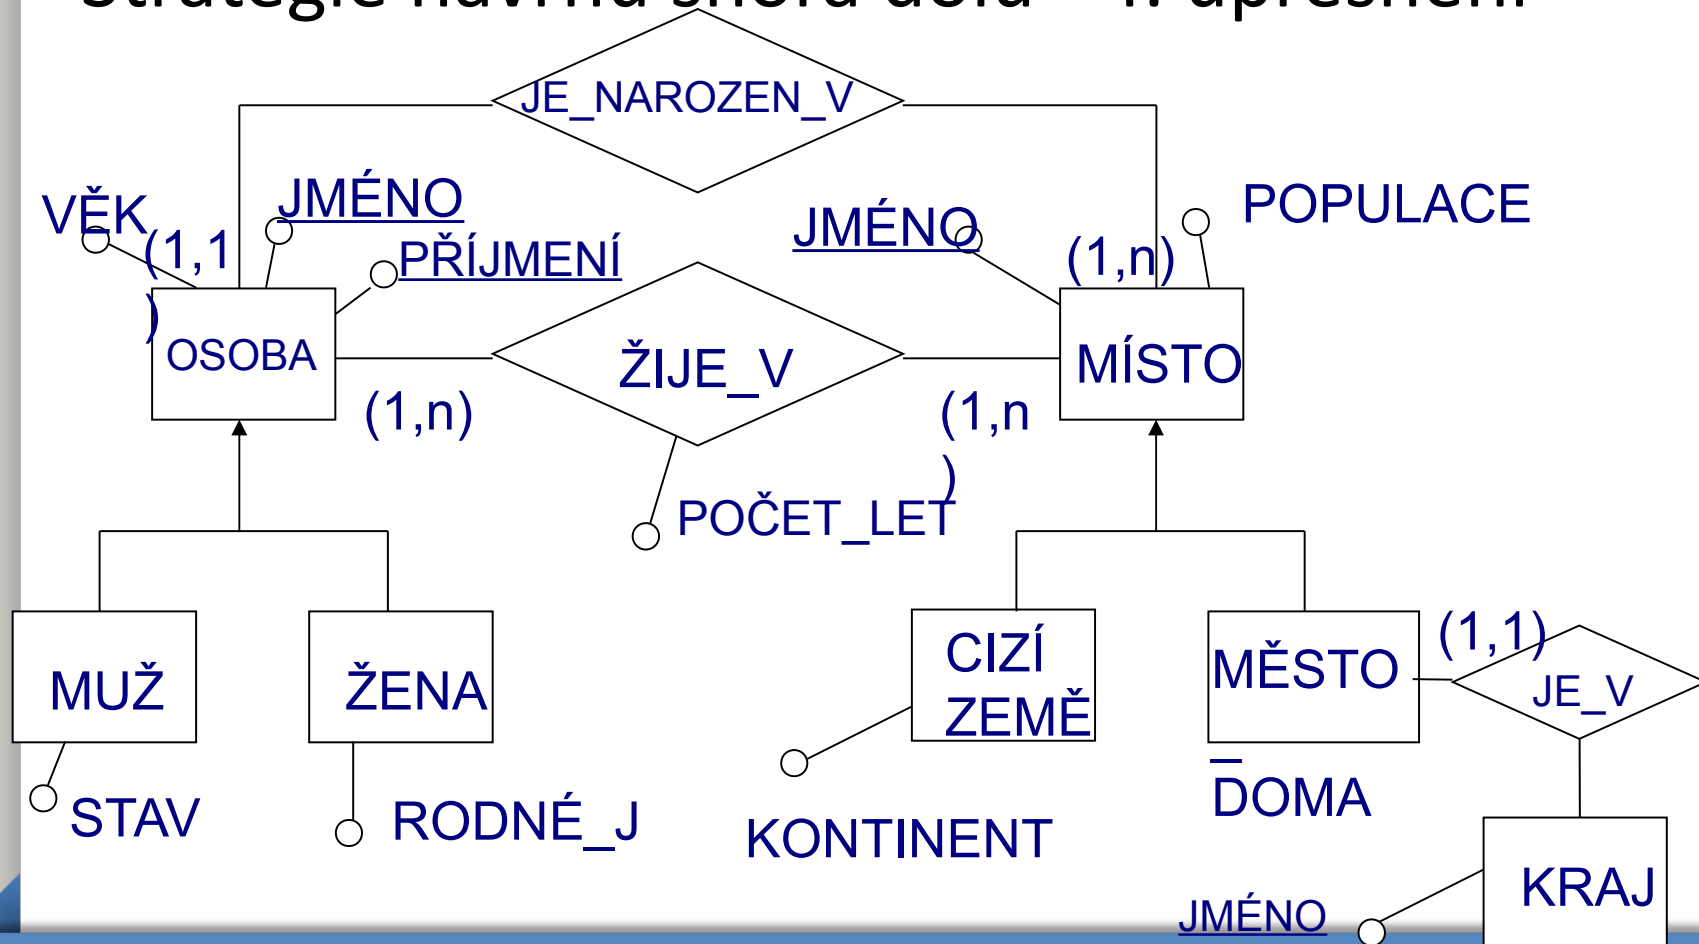 JE_NAROZEN_V
VĚK
JMÉNO
PŘÍJMENÍ
JMÉNO
POPULACE
(1,1
)
(1,n)
OSOBA
ŽIJE_V
MÍSTO
(1,n)
(1,n
)
POČET_LET
MUŽ
ŽENA
CIZÍ
ZEMĚ
MĚSTO
_
DOMA
(1,1)
JE_V
STAV
RODNÉ_J
KONTINENT
KRAJ
JMÉNO